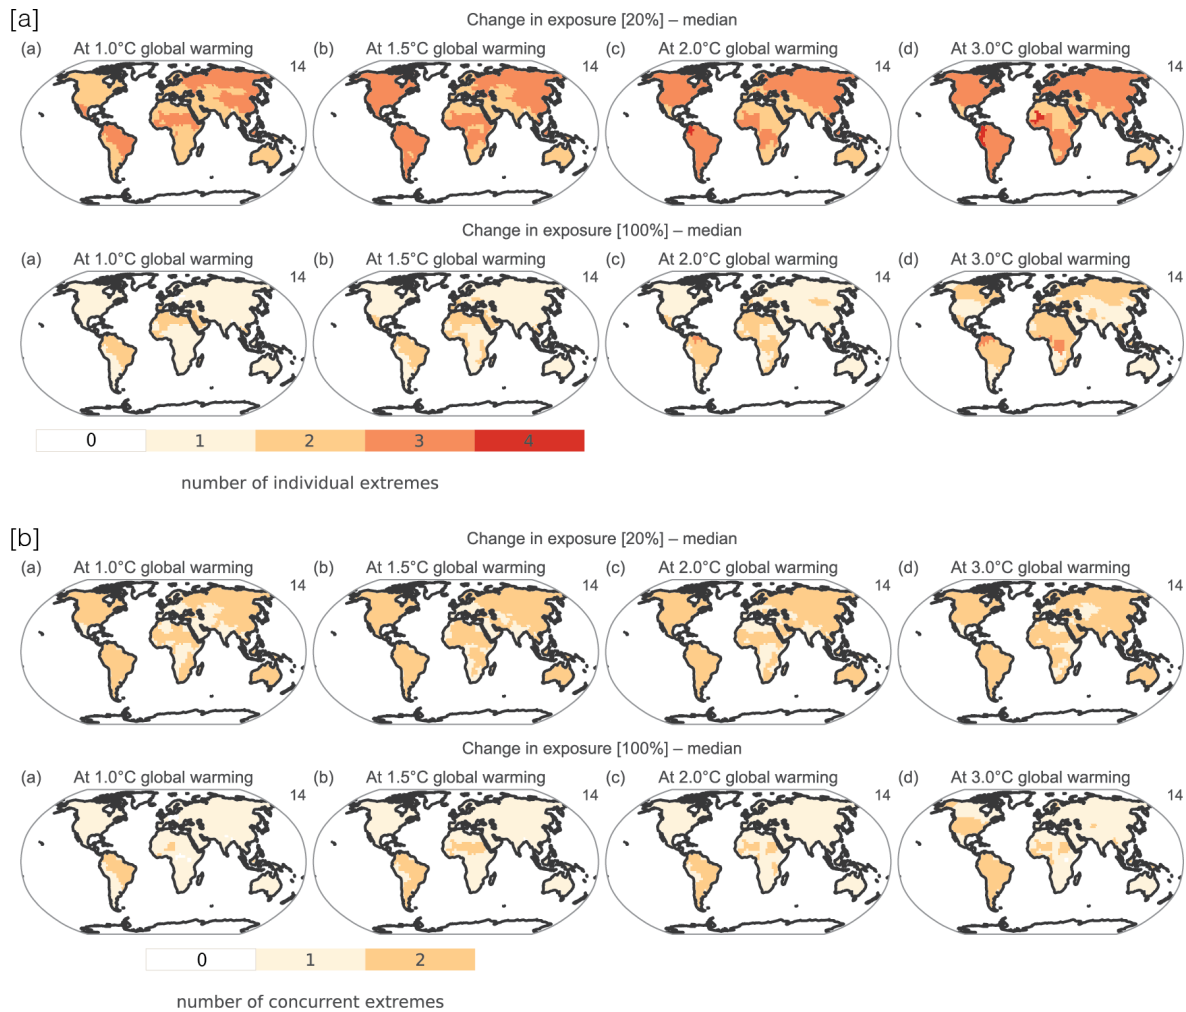 [a]
Change in exposure [20%] – median
(a) At 1.0°C global warming (b) At 1.5°C global warming (c) At 2.0°C global warming (d) At 3.0°C global warming
14 14 14 14
Change in exposure [100%] – median
(a) At 1.0°C global warming (b) At 1.5°C global warming (c) At 2.0°C global warming (d) At 3.0°C global warming
14 14 14 14
0 1 2 3 4
number of individual extremes
[b]
Change in exposure [20%] – median
(a) At 1.0°C global warming (b) At 1.5°C global warming (c) At 2.0°C global warming (d) At 3.0°C global warming
14 14 14 14
Change in exposure [100%] – median
(a) At 1.0°C global warming (b) At 1.5°C global warming (c) At 2.0°C global warming (d) At 3.0°C global warming
14 14 14 14
0 1 2
number of concurrent extremes